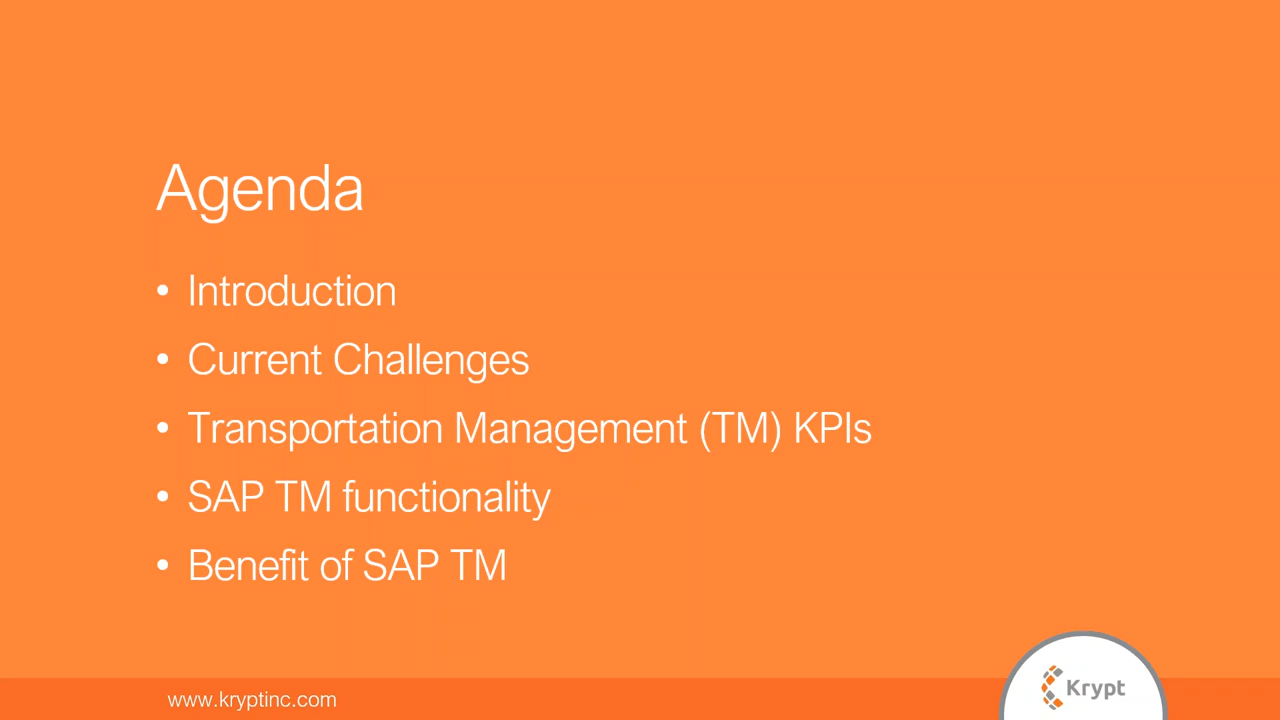 Agenda
• Introduction
• Current Challenges
• Transportation Management (TM) KPIs
• SAP TM functionality
• Benefit of SAP TM
www.kryptinc.com
Krypt